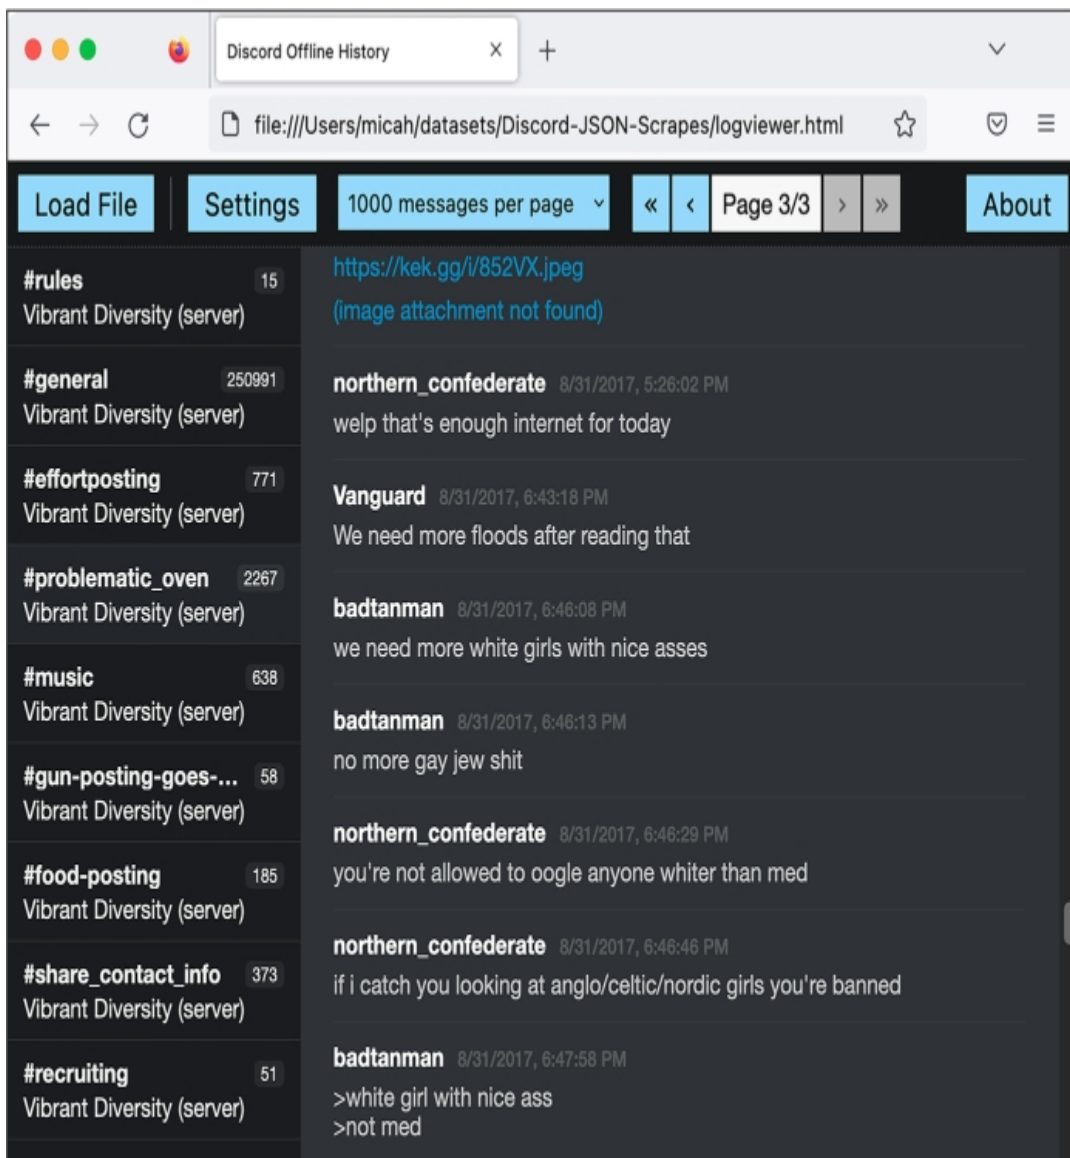 Discord Offline History
file:///Users/micah/datasets/Discord-JSON-Scrapes/logviewer.html
Load File
Settings
1000 messages per page
«
‹
Page 3/3
›
»
About
#rules 15
Vibrant Diversity (server)
#general 250991
Vibrant Diversity (server)
#effortposting 771
Vibrant Diversity (server)
#problematic_oven 2267
Vibrant Diversity (server)
#music 638
Vibrant Diversity (server)
#gun-posting-goes-... 58
Vibrant Diversity (server)
#food-posting 185
Vibrant Diversity (server)
#share_contact_info 373
Vibrant Diversity (server)
#recruiting 51
Vibrant Diversity (server)
https://kek.gg/i/852VX.jpeg
(image attachment not found)
northern_confederate 8/31/2017, 5:26:02 PM
welp that's enough internet for today
Vanguard 8/31/2017, 6:43:18 PM
We need more floods after reading that
badtanman 8/31/2017, 6:46:08 PM
we need more white girls with nice asses
badtanman 8/31/2017, 6:46:13 PM
no more gay jew shit
northern_confederate 8/31/2017, 6:46:29 PM
you're not allowed to oogle anyone whiter than med
northern_confederate 8/31/2017, 6:46:46 PM
if i catch you looking at anglo/celtic/nordic girls you're banned
badtanman 8/31/2017, 6:47:58 PM
>white girl with nice ass
>not med